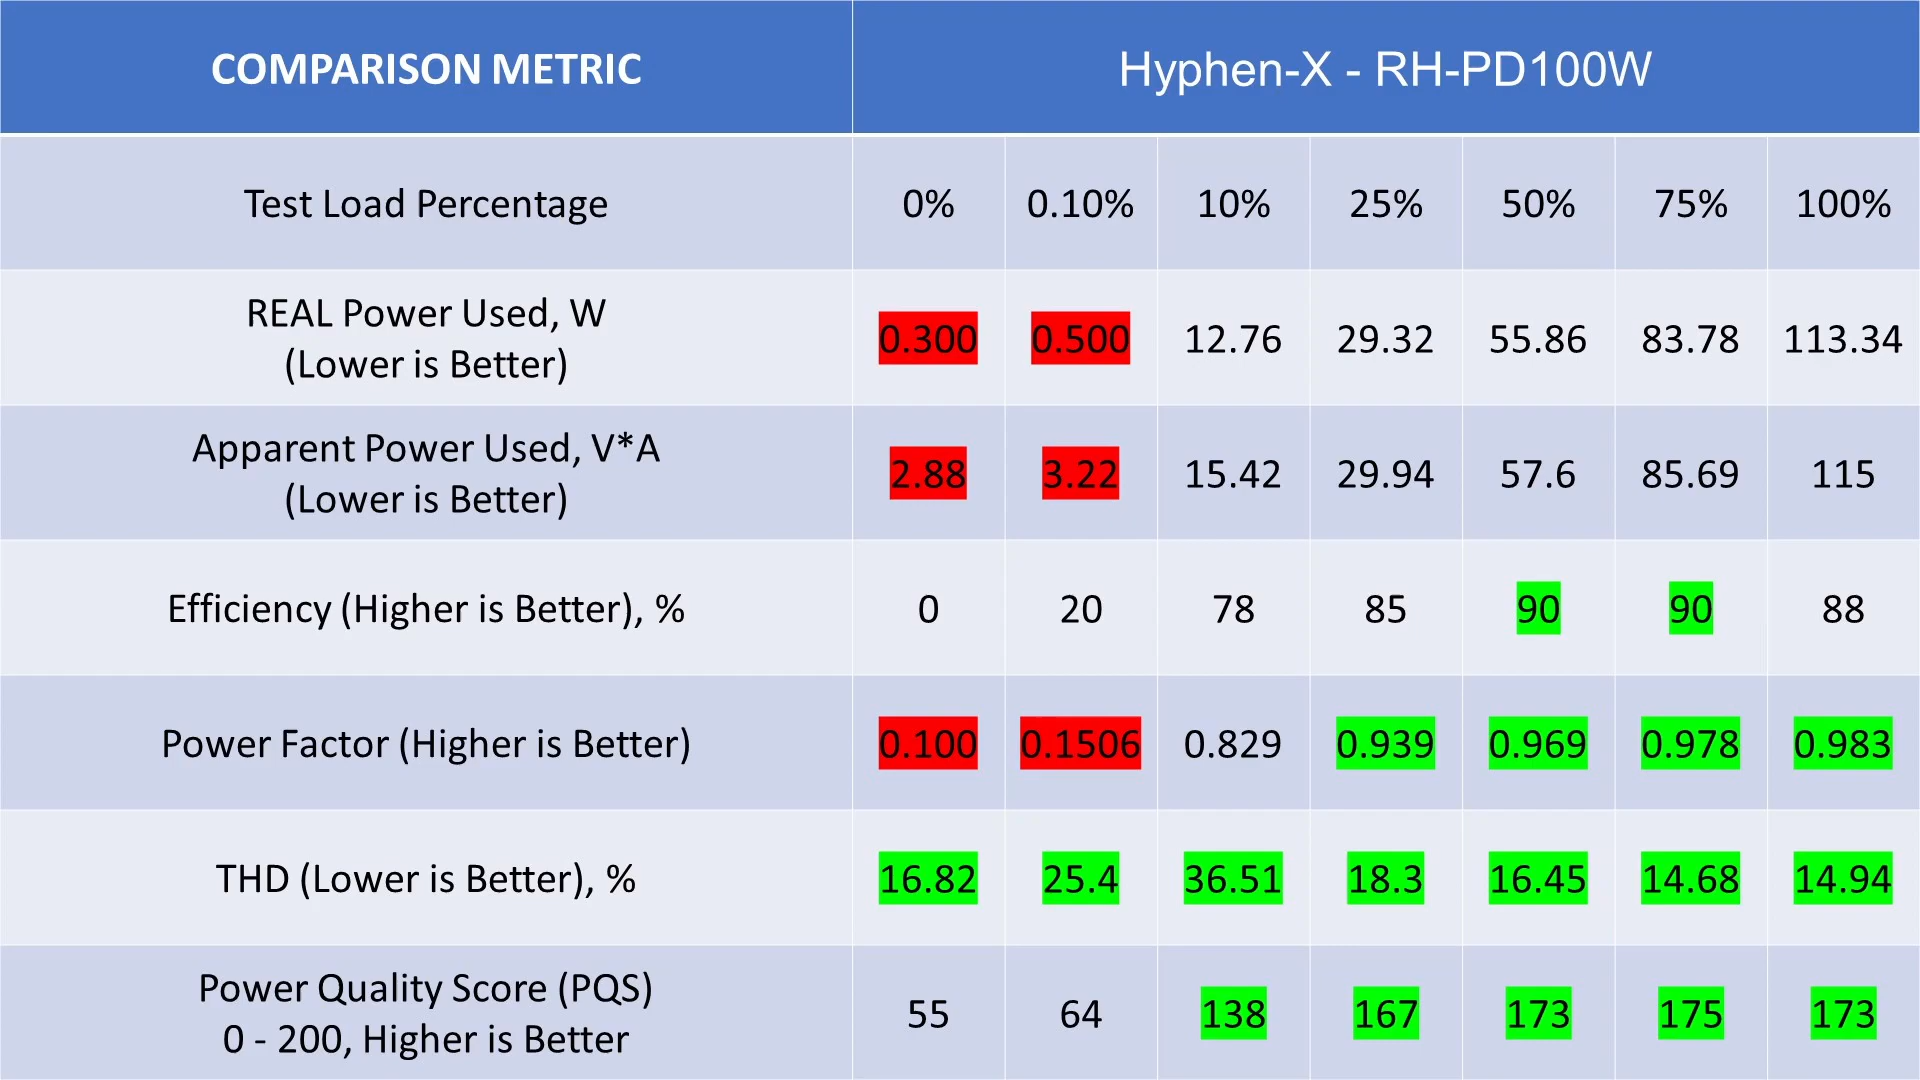 COMPARISON METRIC Hyphen-X - RH-PD100W
Test Load Percentage 0% 0.10% 10% 25% 50% 75% 100%
REAL Power Used, W
(Lower is Better) 0.300 0.500 12.76 29.32 55.86 83.78 113.34
Apparent Power Used, V*A
(Lower is Better) 2.88 3.22 15.42 29.94 57.6 85.69 115
Efficiency (Higher is Better), % 0 20 78 85 90 90 88
Power Factor (Higher is Better) 0.100 0.1506 0.829 0.939 0.969 0.978 0.983
THD (Lower is Better), % 16.82 25.4 36.51 18.3 16.45 14.68 14.94
Power Quality Score (PQS)
0 - 200, Higher is Better 55 64 138 167 173 175 173